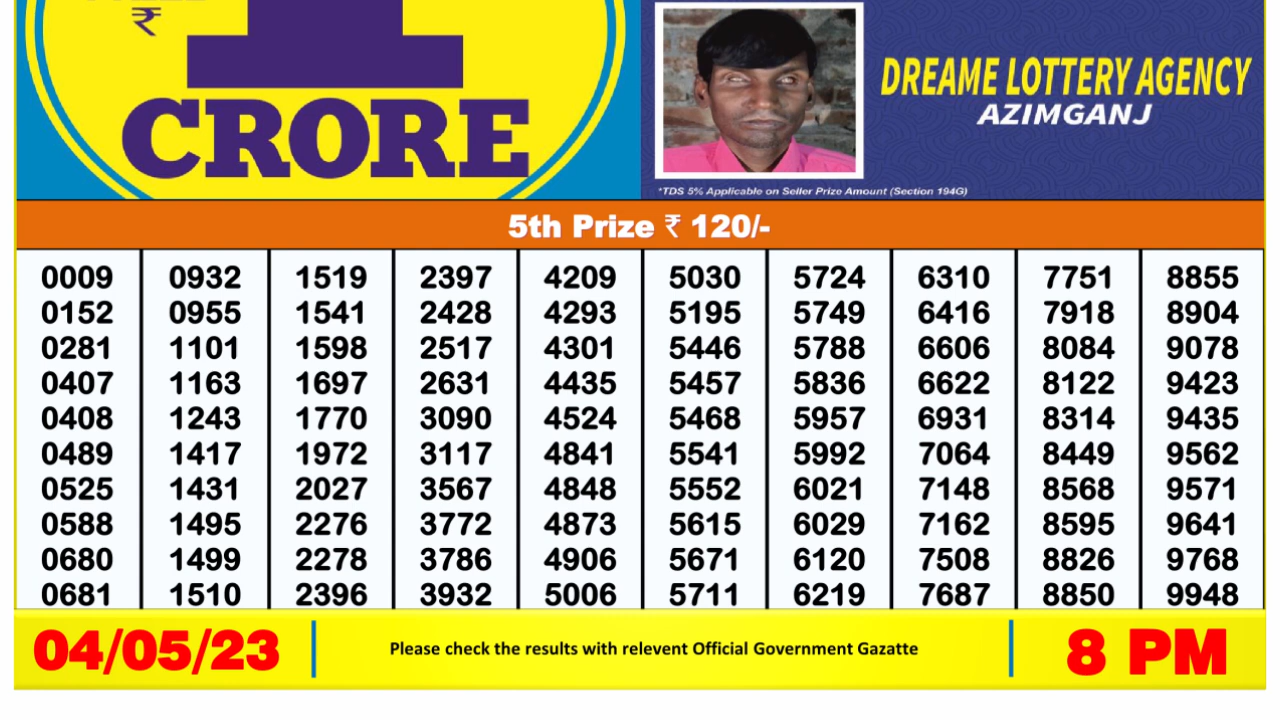 ₹
1
CRORE
DREAME LOTTERY AGENCY
AZIMGANJ
*TDS 5% Applicable on Seller Prize Amount (Section 194G)
5th Prize ₹ 120/-
0009 0932 1519 2397 4209 5030 5724 6310 7751 8855
0152 0955 1541 2428 4293 5195 5749 6416 7918 8904
0281 1101 1598 2517 4301 5446 5788 6606 8084 9078
0407 1163 1697 2631 4435 5457 5836 6622 8122 9423
0408 1243 1770 3090 4524 5468 5957 6931 8314 9435
0489 1417 1972 3117 4841 5541 5992 7064 8449 9562
0525 1431 2027 3567 4848 5552 6021 7148 8568 9571
0588 1495 2276 3772 4873 5615 6029 7162 8595 9641
0680 1499 2278 3786 4906 5671 6120 7508 8826 9768
0681 1510 2396 3932 5006 5711 6219 7687 8850 9948
04/05/23
Please check the results with relevent Official Government Gazatte
8 PM